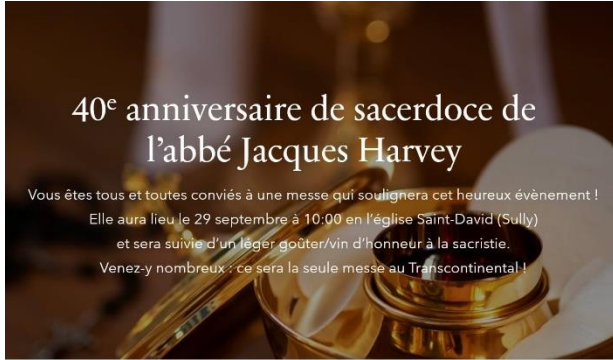 40e anniversaire de sacerdoce de
l’abbé Jacques Harvey
Vous êtes tous et toutes conviés à une messe qui soulignera cet heureux évènement !
Elle aura lieu le 29 septembre à 10:00 en l’église Saint-David (Sully)
et sera suivie d’un léger goûter/vin d’honneur à la sacristie.
Venez-y nombreux : ce sera la seule messe au Transcontinental !